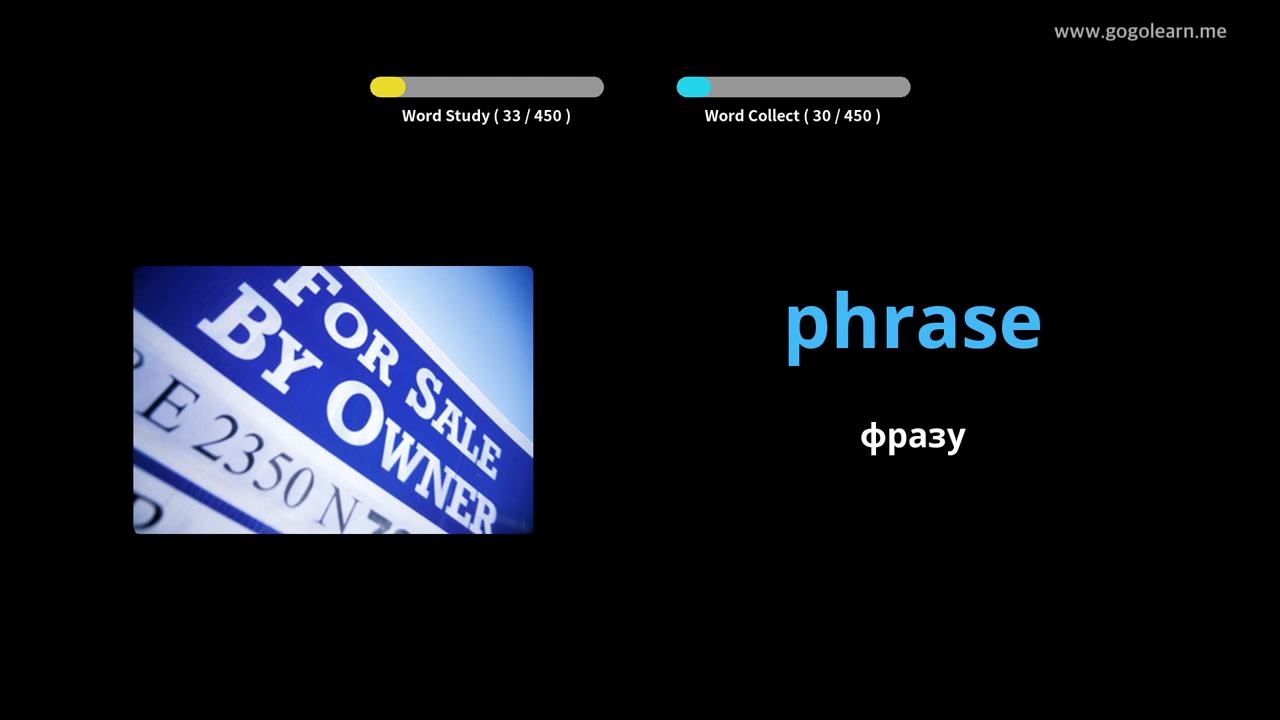 www.gogolearn.me
Word Study ( 33 / 450 )
Word Collect ( 30 / 450 )
FOR SALE
BY OWNER
E 2350 N
phrase
фразу